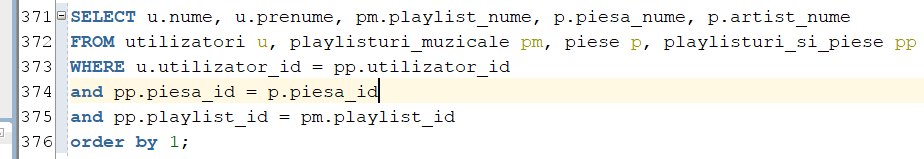 371 SELECT u.nume, u.prenume, pm.playlist_nume, p.piesa_nume, p.artist_nume
372 FROM utilizatori u, playlisturi_muzicale pm, piese p, playlisturi_si_piese pp
373 WHERE u.utilizator_id = pp.utilizator_id
374 and pp.piesa_id = p.piesa_id
375 and pp.playlist_id = pm.playlist_id
376 order by 1;